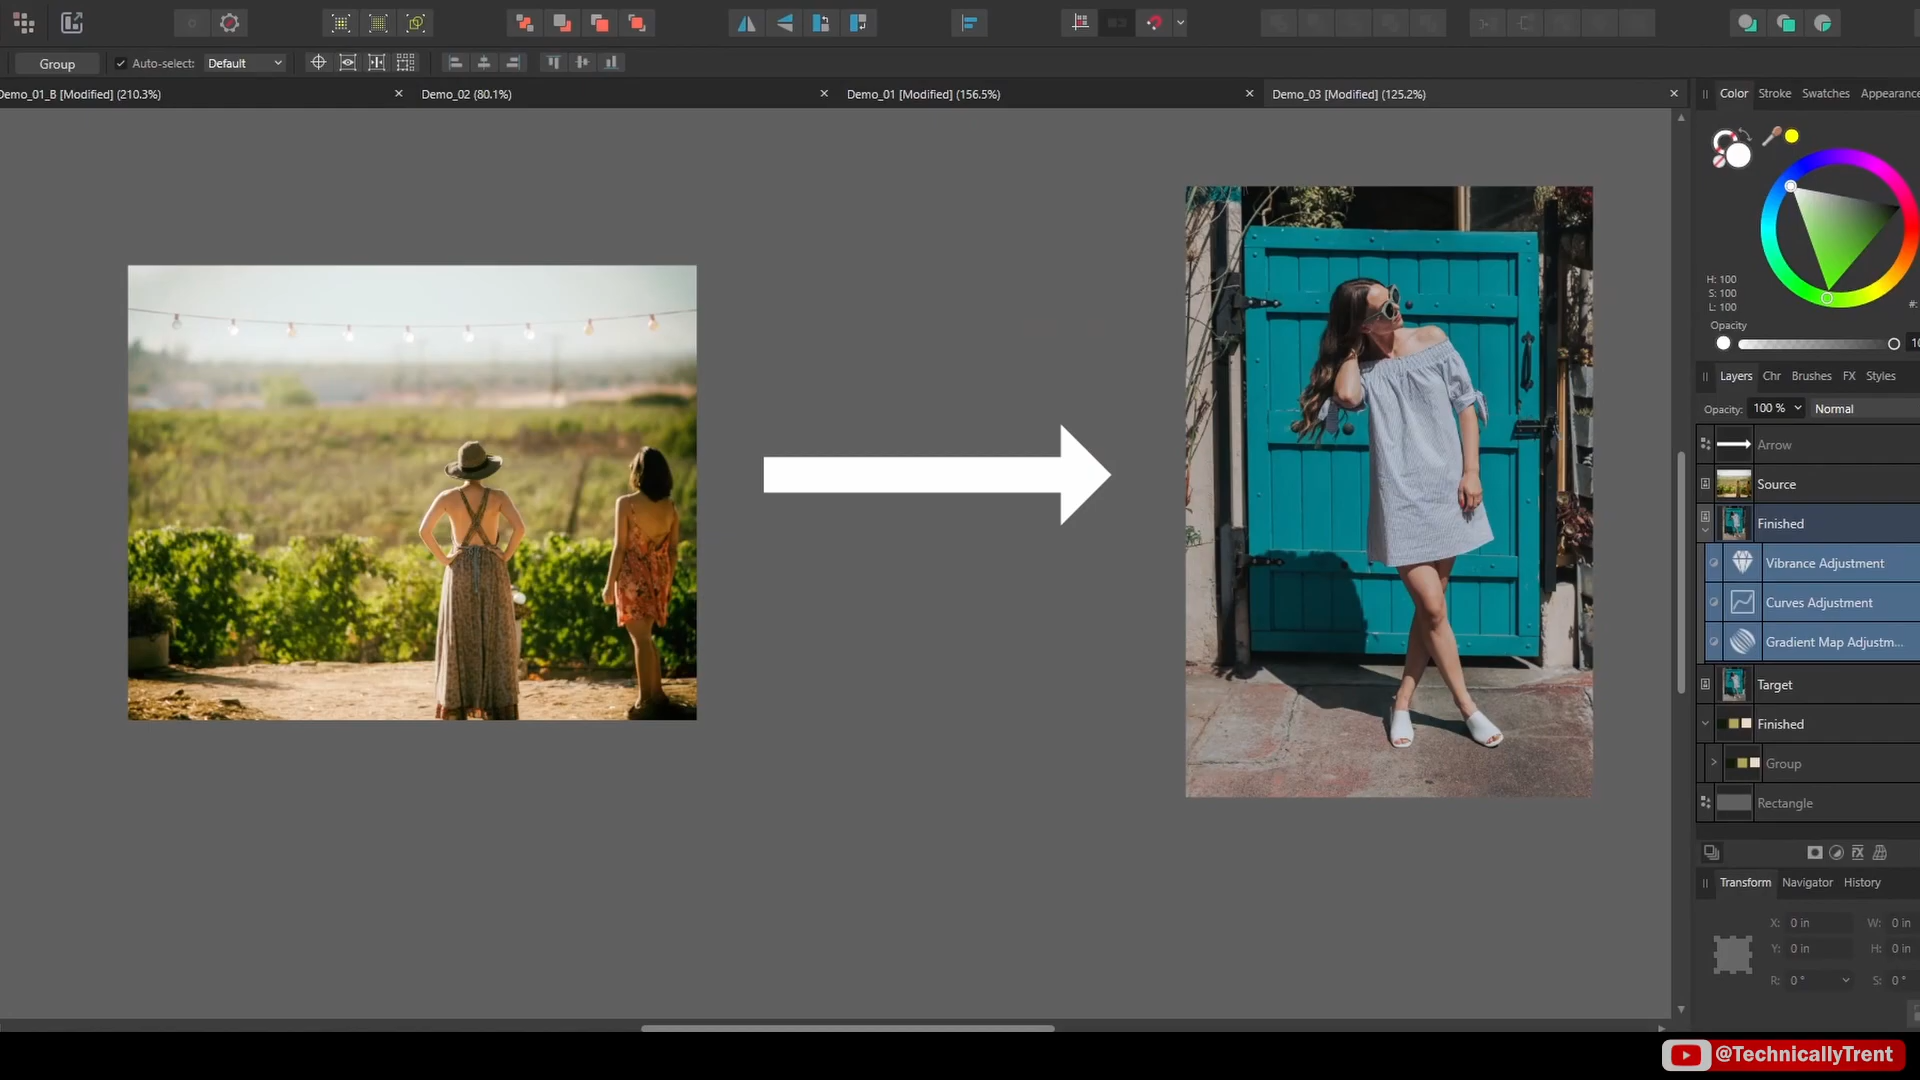 Group
Auto-select:
Default
Demo_01_B [Modified] (210.3%)
Demo_02 (80.1%)
Demo_01 [Modified] (156.5%)
Demo_03 [Modified] (125.2%)
Color
Stroke
Swatches
Appearance
H: 100
S: 100
L: 100
#:
Opacity
Layers
Chr
Brushes
FX
Styles
Opacity:
100 %
Normal
Arrow
Source
Finished
Vibrance Adjustment
Curves Adjustment
Gradient Map Adjustm...
Target
Finished
Group
Rectangle
Transform
Navigator
History
X: 0 in
W: 0 in
Y: 0 in
H: 0 in
R: 0 °
S: 0 °
@TechnicallyTrent